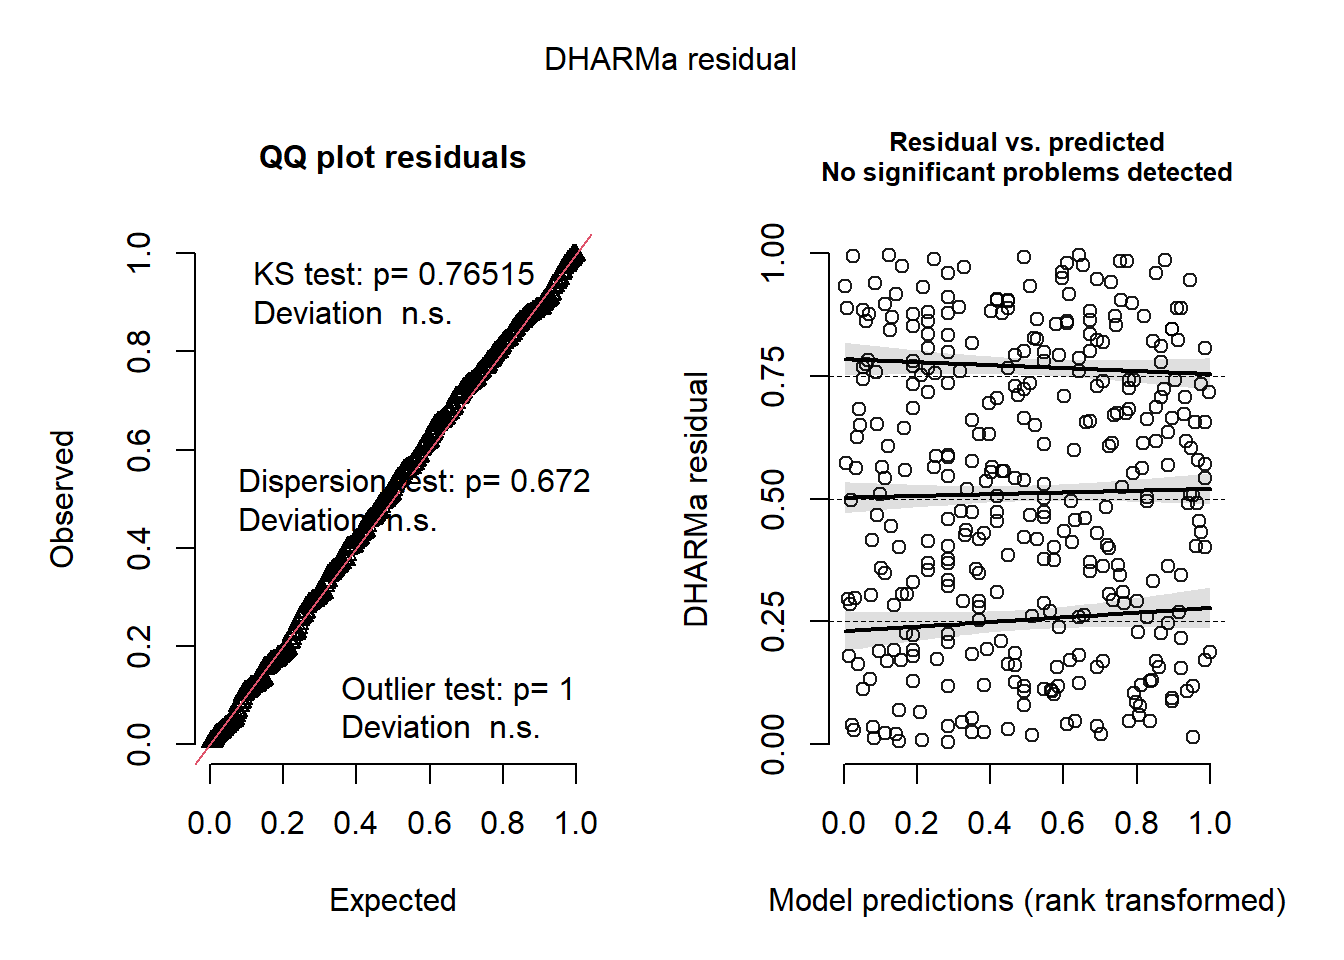 DHARMa residual
QQ plot residuals
KS test: p= 0.76515
Deviation  n.s.
Dispersion test: p= 0.672
Deviation  n.s.
Outlier test: p= 1
Deviation  n.s.
Observed
0.0 0.2 0.4 0.6 0.8 1.0
0.0 0.2 0.4 0.6 0.8 1.0
Expected
Residual vs. predicted
No significant problems detected
DHARMa residual
0.00 0.25 0.50 0.75 1.00
0.0 0.2 0.4 0.6 0.8 1.0
Model predictions (rank transformed)